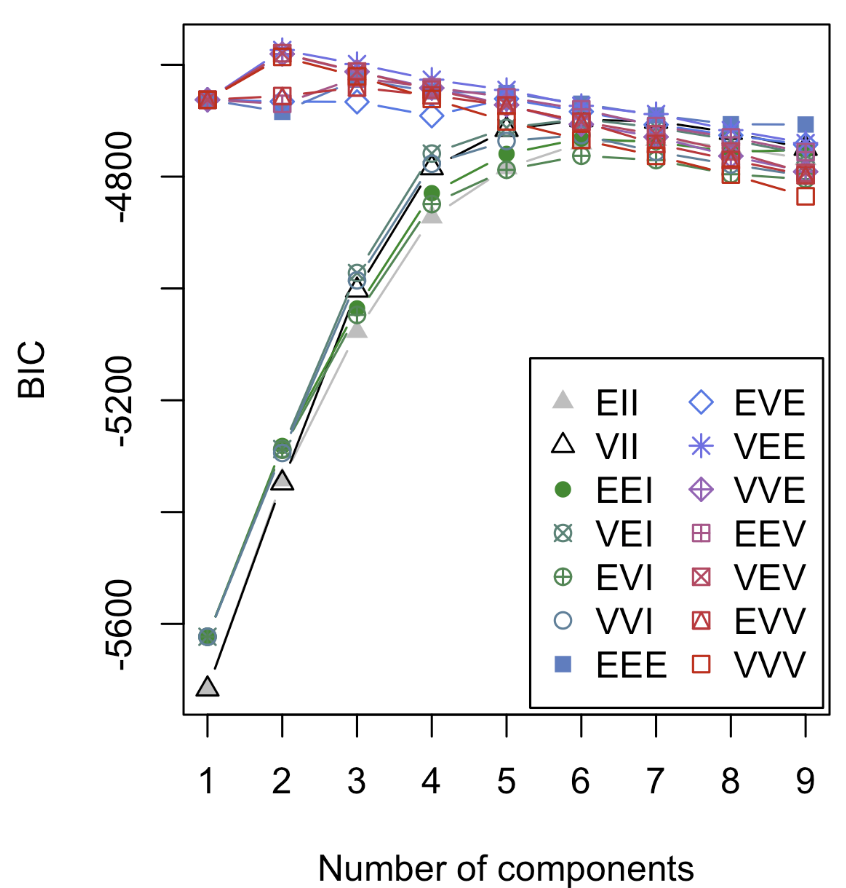 BIC
-4800
-5200
-5600
EII EVE
VII VEE
EEI VVE
VEI EEV
EVI VEV
VVI EVV
EEE VVV
1 2 3 4 5 6 7 8 9
Number of components